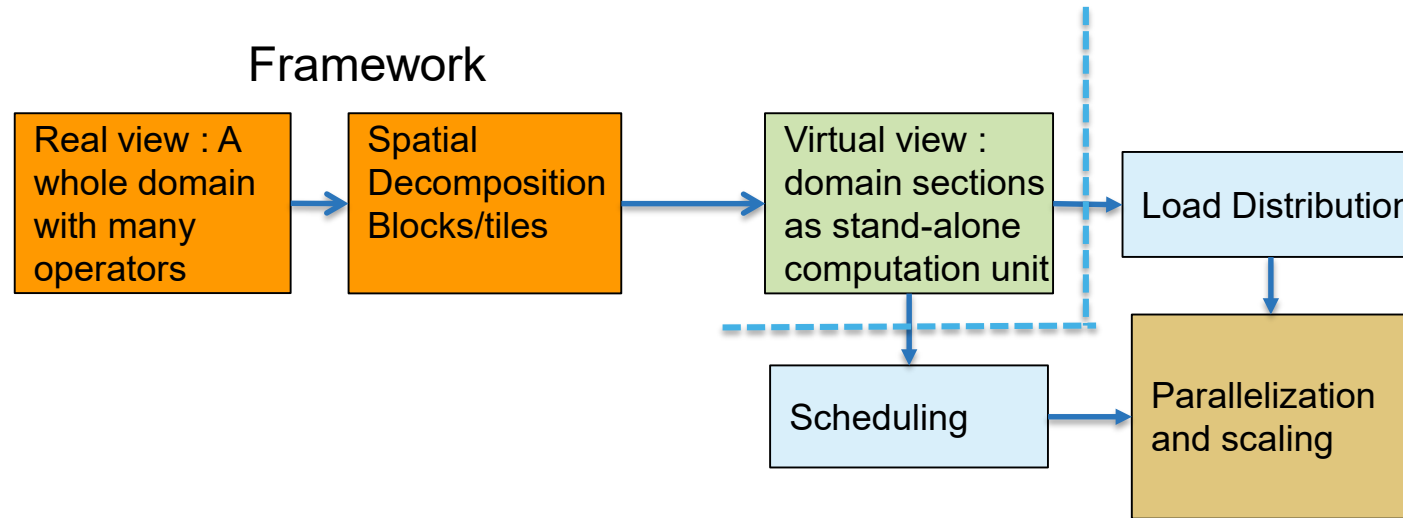 Framework
Real view : A
whole domain
with many
operators
Spatial
Decomposition
Blocks/tiles
Virtual view :
domain sections
as stand-alone
computation unit
Load Distribution
Scheduling
Parallelization
and scaling